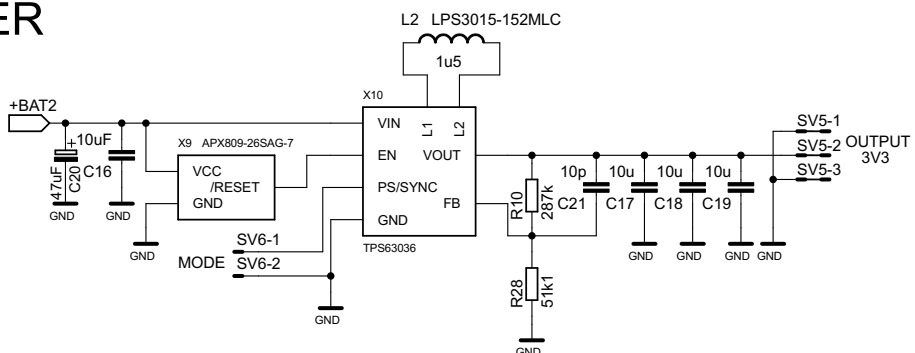 ER
L2 LPS3015-152MLC
1u5
+BAT2
X10
+10uF
47uF
C20
C16
GND
GND
X9 APX809-26SAG-7
VCC
/RESET
GND
GND
VIN
L1
L2
EN
VOUT
PS/SYNC
FB
GND
TPS63036
SV6-1
MODE SV6-2
GND
R10
287k
10p
C21
10u
C17
10u
C18
10u
C19
GND
GND
GND
GND
R28
51k1
GND
SV5-1
SV5-2
SV5-3
OUTPUT
3V3